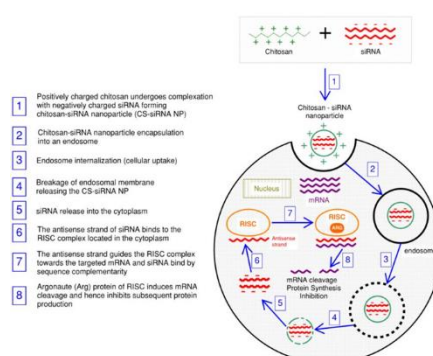 Chitosan
siRNA
1
Positively charged chitosan undergoes complexation
with negatively charged siRNA forming
chitosan-siRNA nanoparticle (CS-siRNA NP)
2
Chitosan-siRNA nanoparticle encapsulation
into an endosome
3
Endosome internalization (cellular uptake)
4
Breakage of endosomal membrane
releasing the CS-siRNA NP
5
siRNA release into the cytoplasm
6
The antisense strand of siRNA binds to the
RISC complex located in the cytoplasm
7
The antisense strand guides the RISC complex
towards the targeted mRNA and siRNA bind by
sequence complementarity
8
Argonaute (Arg) protein of RISC induces mRNA
cleavage and hence inhibits subsequent protein
production
1
Chitosan - siRNA
nanoparticle
2
Nucleus
mRNA
RISC
7
RISC
ARG
Antisense
strand
endosome
3
8
6
mRNA cleavage
Protein Synthesis
Inhibition
5
4